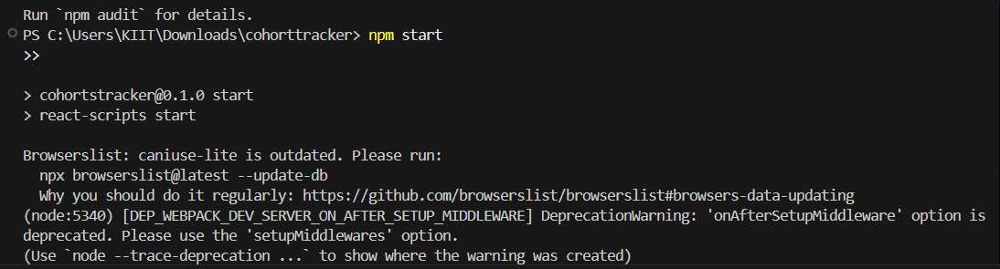 Run `npm audit` for details.
PS C:\Users\KIIT\Downloads\cohorttracker> npm start
>>
> cohortstracker@0.1.0 start
> react-scripts start
Browserslist: caniuse-lite is outdated. Please run:
  npx browserslist@latest --update-db
  Why you should do it regularly: https://github.com/browserslist/browserslist#browsers-data-updating
(node:5340) [DEP_WEBPACK_DEV_SERVER_ON_AFTER_SETUP_MIDDLEWARE] DeprecationWarning: 'onAfterSetupMiddleware' option is
deprecated. Please use the 'setupMiddlewares' option.
(Use `node --trace-deprecation ...` to show where the warning was created)